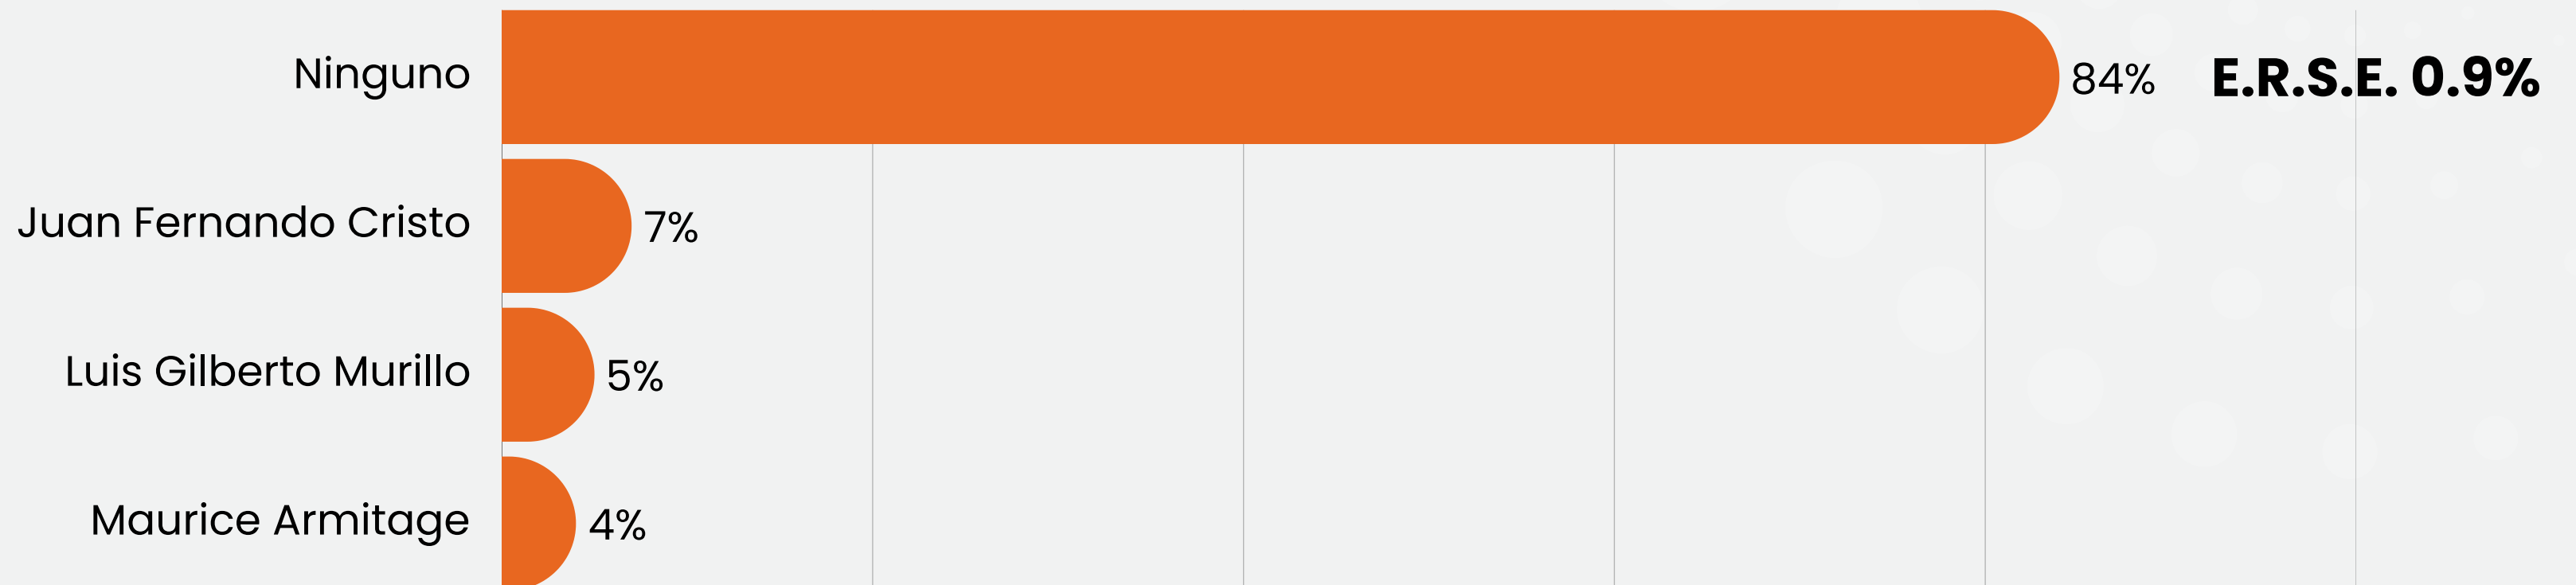 Ninguno 84% E.R.S.E. 0.9%
Juan Fernando Cristo 7%
Luis Gilberto Murillo 5%
Maurice Armitage 4%